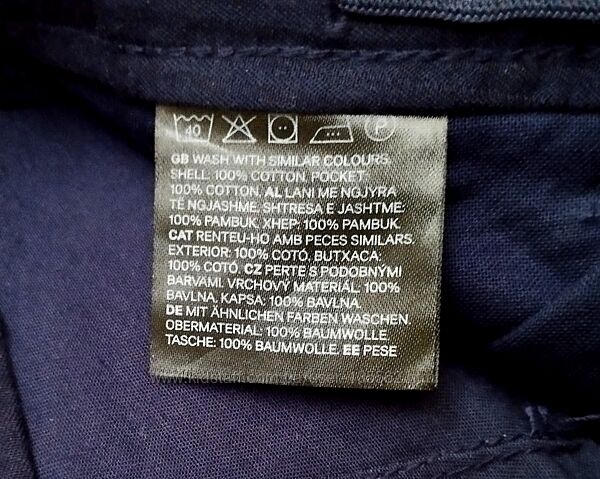 40 P
GB WASH WITH SIMILAR COLOURS.
SHELL: 100% COTTON. POCKET:
100% COTTON. AL LANI ME NGJYRA
TË NGJASHME. SHTRESA E JASHTME:
100% PAMBUK. XHEP: 100% PAMBUK.
CAT RENTEU-HO AMB PECES SIMILARS.
EXTERIOR: 100% COTÓ. BUTXACA:
100% COTÓ. CZ PERTE S PODOBNÝMI
BARVAMI. VRCHOVÝ MATERIÁL: 100%
BAVLNA. KAPSA: 100% BAVLNA.
DE MIT ÄHNLICHEN FARBEN WASCHEN.
OBERMATERIAL: 100% BAUMWOLLE.
TASCHE: 100% BAUMWOLLE. EE PESE